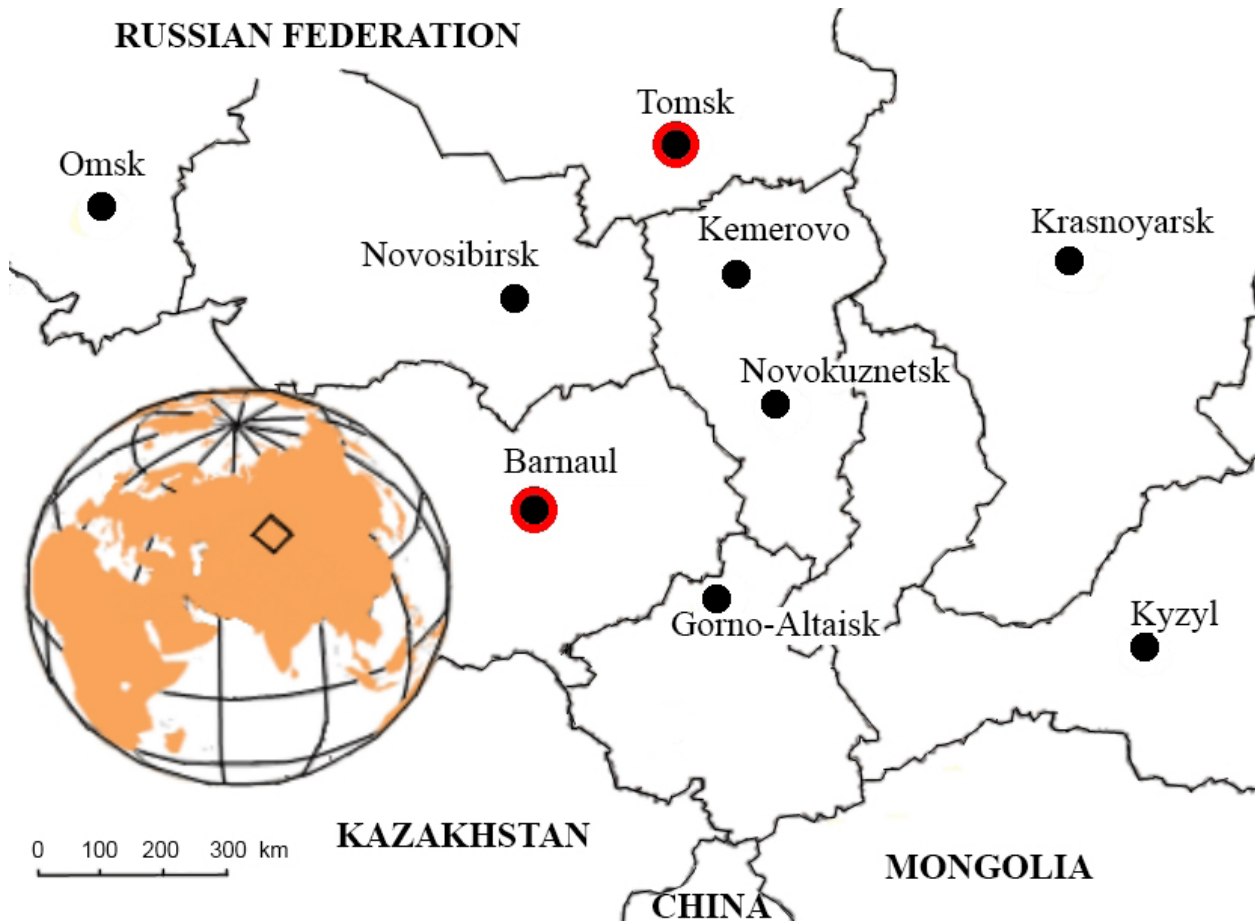 RUSSIAN FEDERATION
Tomsk
Omsk
Kemerovo
Krasnoyarsk
Novosibirsk
Novokuznetsk
Barnaul
Gorno-Altaisk
Kyzyl
KAZAKHSTAN
0 100 200 300 km
MONGOLIA
CHINA